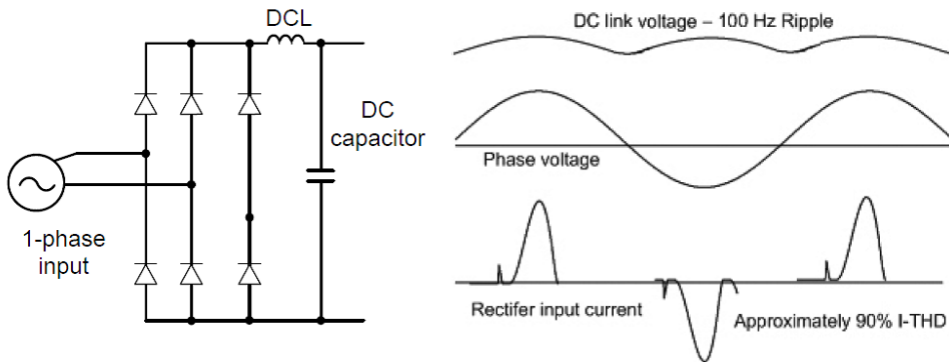 DCL
DC
capacitor
1-phase
input
DC link voltage – 100 Hz Ripple
Phase voltage
Rectifer input current
Approximately 90% I-THD